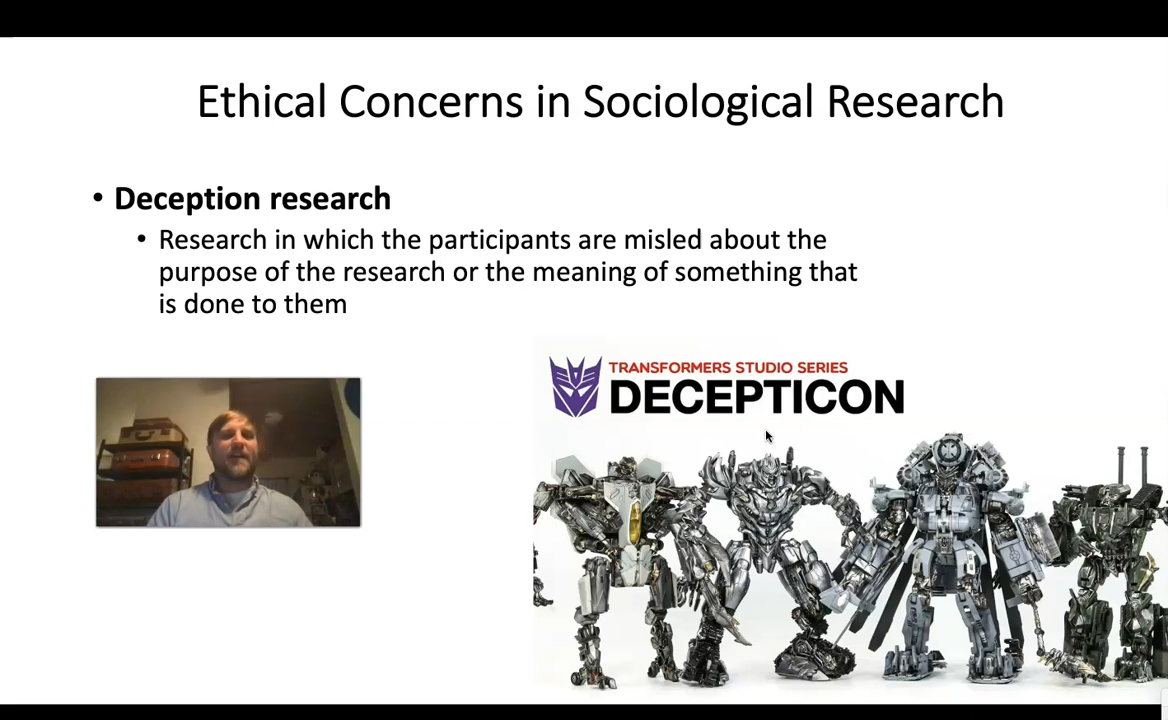 Ethical Concerns in Sociological Research
• Deception research
• Research in which the participants are misled about the
purpose of the research or the meaning of something that
is done to them
TRANSFORMERS STUDIO SERIES
DECEPTICON